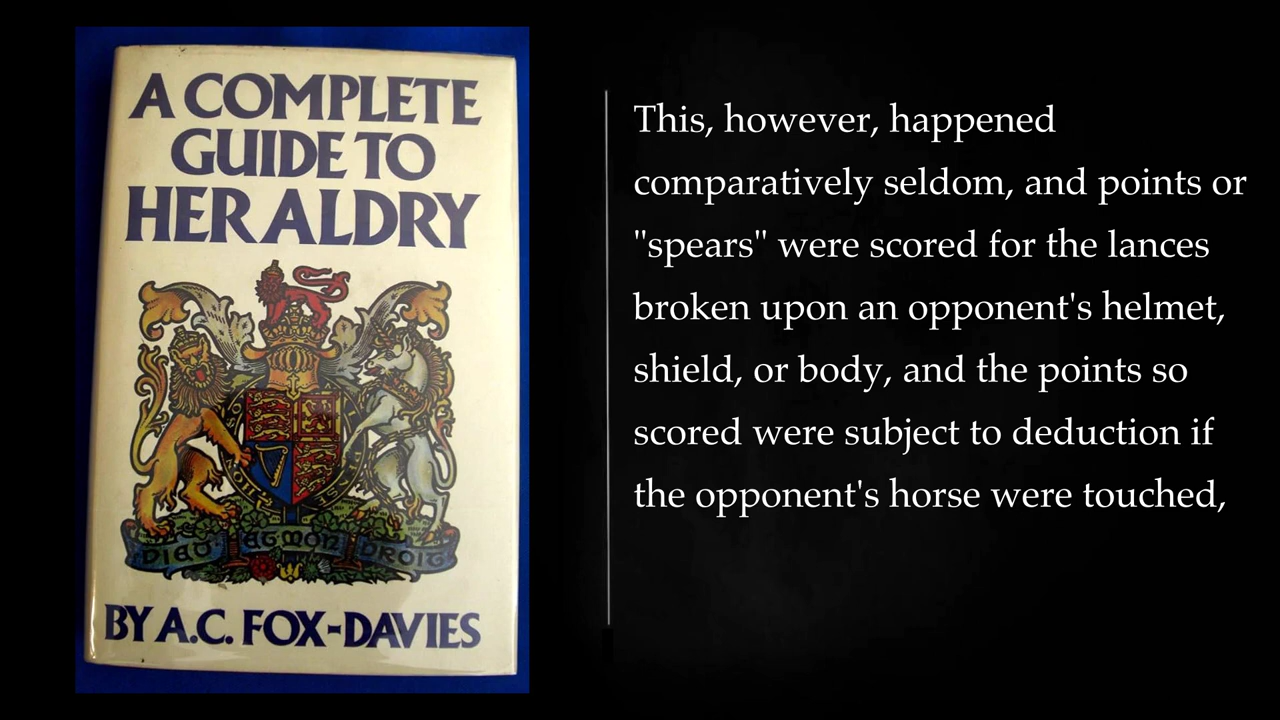 A COMPLETE
GUIDE TO
HERALDRY
DIEU ET MON DROIT
BY A.C. FOX-DAVIES
This, however, happened
comparatively seldom, and points or
"spears" were scored for the lances
broken upon an opponent's helmet,
shield, or body, and the points so
scored were subject to deduction if
the opponent's horse were touched,